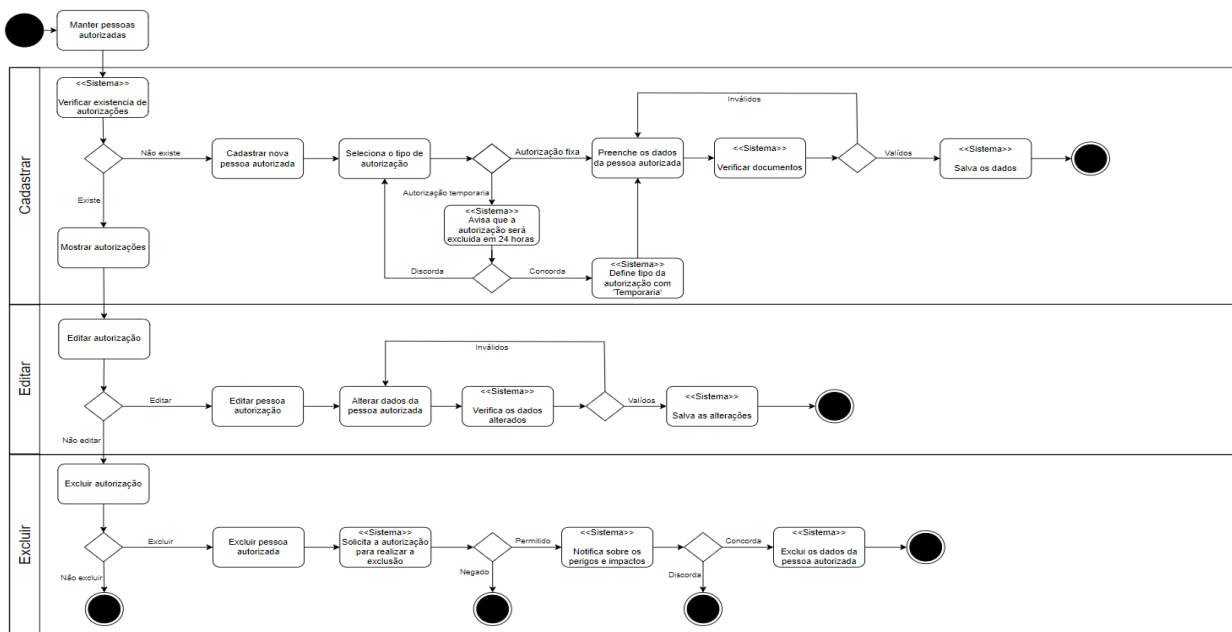 Manter pessoas
autorizadas
Cadastrar
<<Sistema>>
Verificar existencia de
autorizações
Não existe
Existe
Mostrar autorizações
Cadastrar nova
pessoa autorizada
Seleciona o tipo de
autorização
Autorização fixa
Autorização temporaria
<<Sistema>>
Avisa que a
autorização será
excluida em 24 horas
Discorda
Concorda
<<Sistema>>
Define tipo da
autorização com
'Temporaria'
Preenche os dados
da pessoa autorizada
Inválidos
<<Sistema>>
Verificar documentos
Valídos
<<Sistema>>
Salva os dados
Editar
Editar autorização
Editar
Não editar
Editar pessoa
autorização
Alterar dados da
pessoa autorizada
Inválidos
<<Sistema>>
Verifica os dados
alterados
Valídos
<<Sistema>>
Salva as alterações
Excluir
Excluir autorização
Excluir
Não excluir
Excluir pessoa
autorizada
<<Sistema>>
Solicita a autorização
para realizar a
exclusão
Permitido
Negado
<<Sistema>>
Notifica sobre os
perigos e impactos
Concorda
Discorda
<<Sistema>>
Exclui os dados da
pessoa autorizada